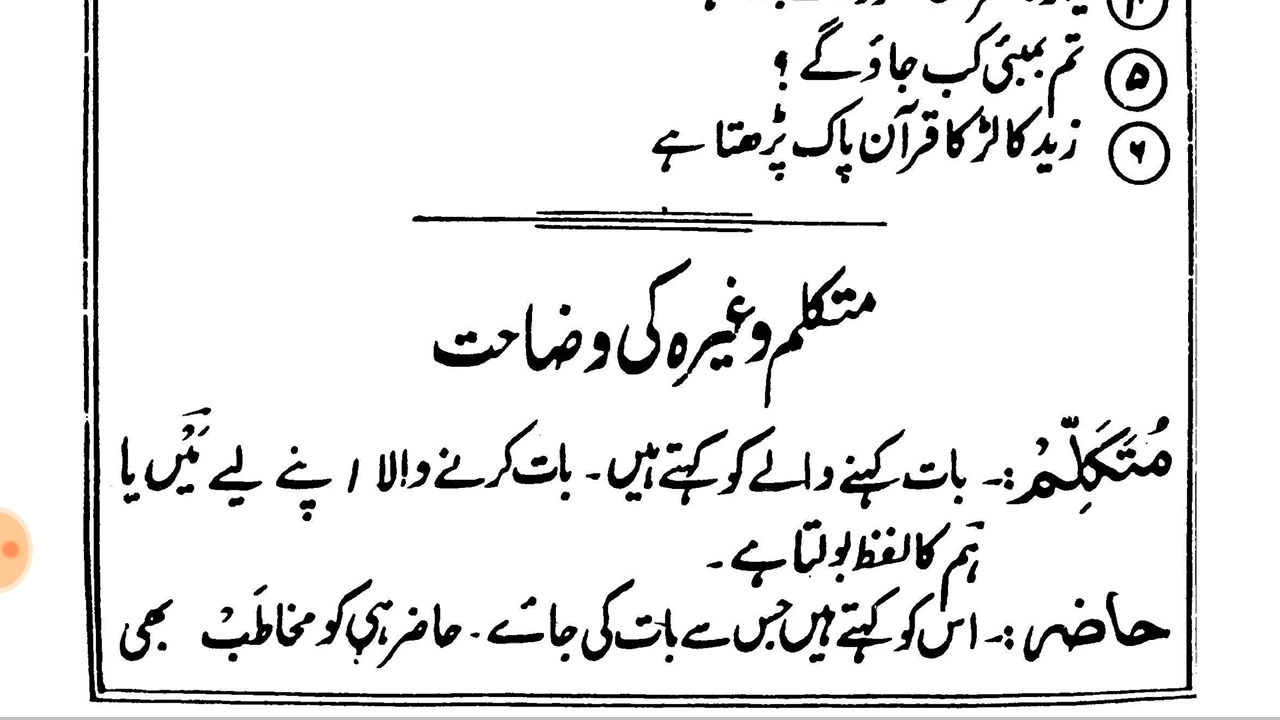 ۵ تم بمبئی کب جاؤ گے ؟
۶ زید کا لڑکا قرآن پاک پڑھتا ہے
متکلم وغیرہ کی وضاحت
مُتَکَلِّمْ :۔ بات کہنے والے کو کہتے ہیں ۔ بات کرنے والا اپنے لیے مَیْں یا
ہَم کا لفظ بولتا ہے ۔
حاضر :۔ اس کو کہتے ہیں جس سے بات کی جائے ۔ حاضر ہی کو مخاطَبْ بھی